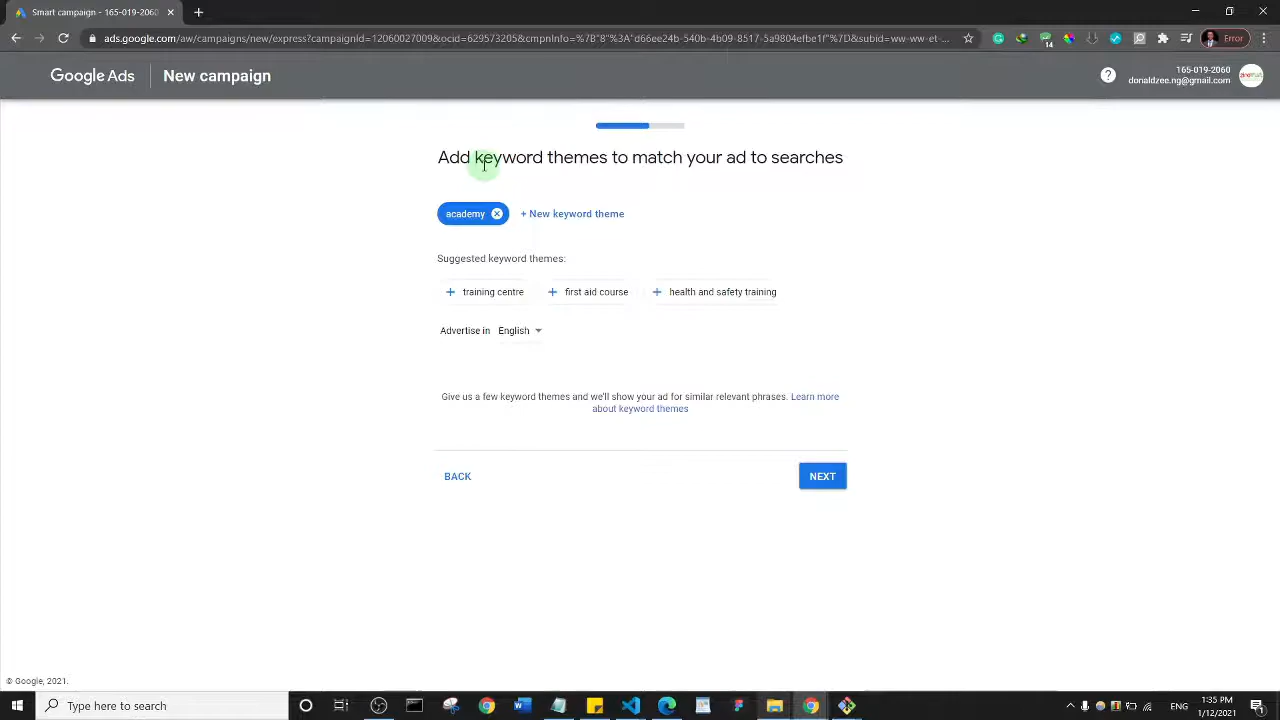 Smart campaign - 165-019-2060
ads.google.com/aw/campaigns/new/express?campaignId=12060027009&ocid=629573205&cmpnInfo=%7B"8"%3A"d66ee24b-540b-4b09-8517-5a9804efbe1f"%7D&subid=ww-ww-et-...
14
Error
Google Ads
New campaign
165-019-2060
donaldzee.ng@gmail.com
Add keyword themes to match your ad to searches
academy
+ New keyword theme
Suggested keyword themes:
+ training centre
+ first aid course
+ health and safety training
Advertise in English
Give us a few keyword themes and we'll show your ad for similar relevant phrases. Learn more
about keyword themes
BACK
NEXT
© Google, 2021.
Type here to search
ENG
1:35 PM
1/12/2021